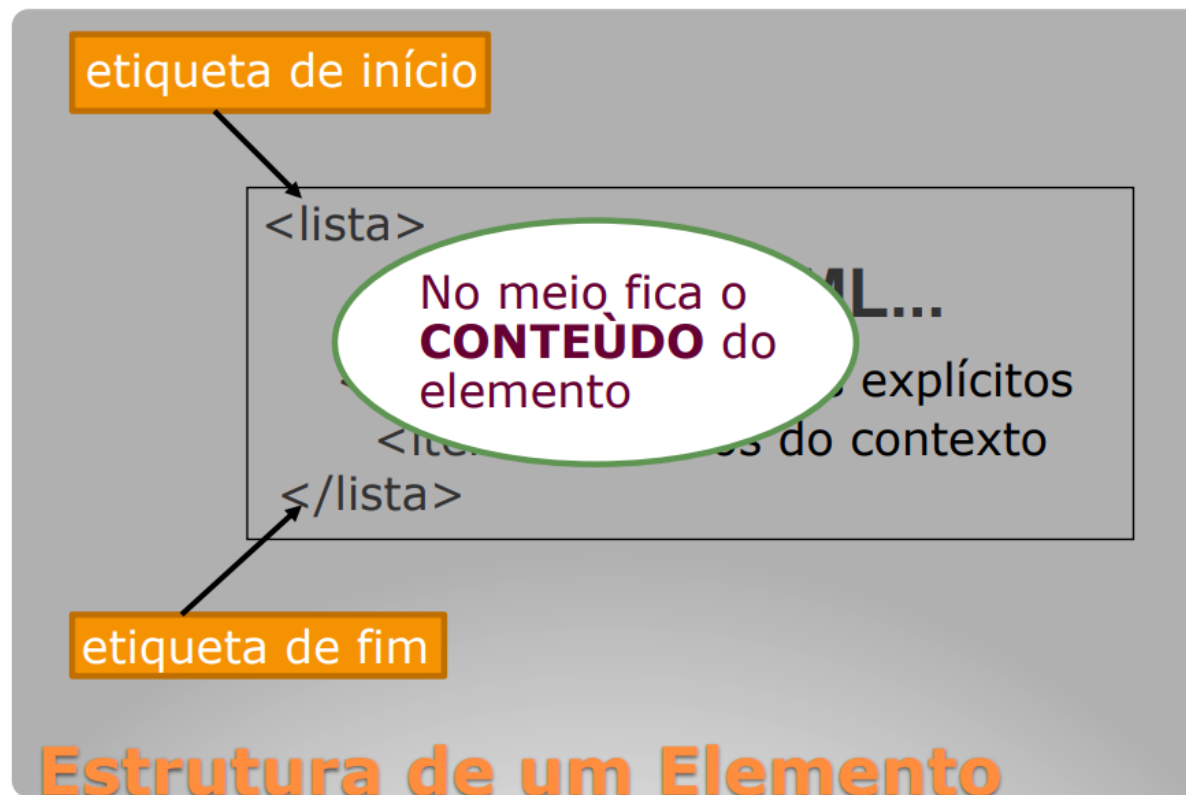 etiqueta de início
<lista>
No meio fica o
CONTEÙDO do
elemento
ML...
explícitos
do contexto
</lista>
etiqueta de fim
Estrutura de um Elemento